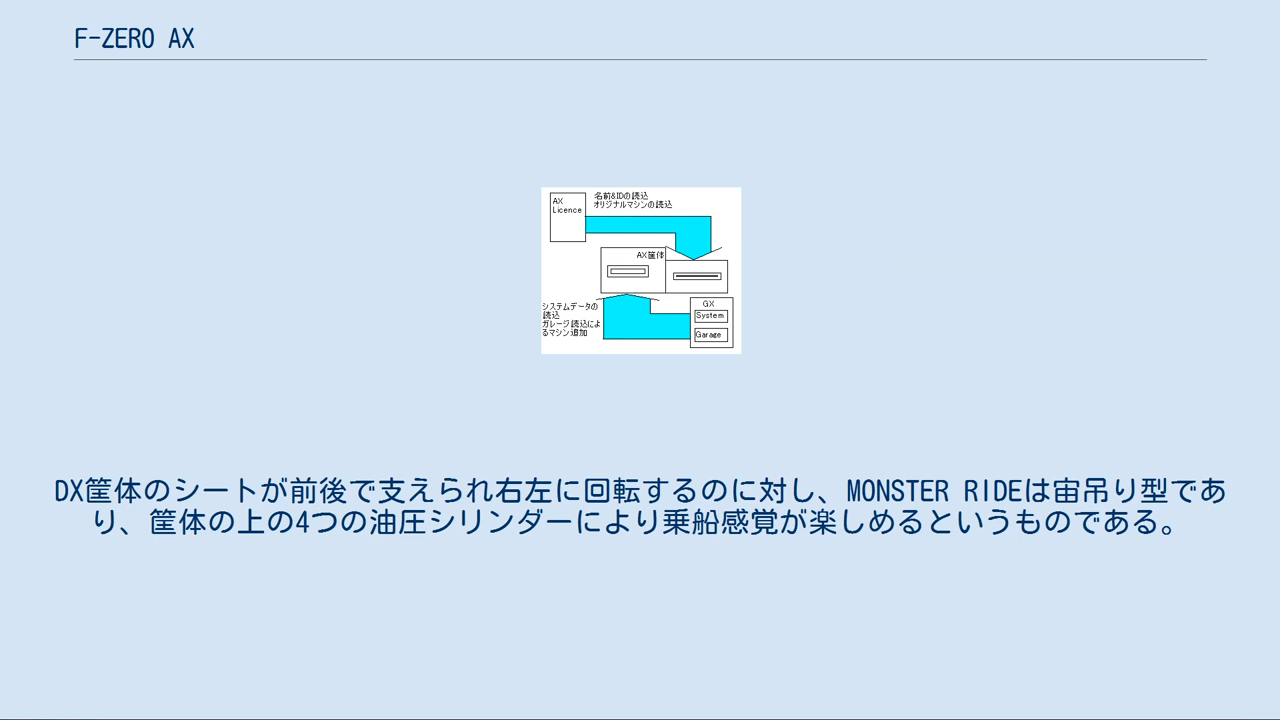 F-ZERO AX
AX
Licence
名前&IDの読込
オリジナルマシンの読込
AX筐体
システムデータの
読込
ガレージ読込によ
るマシン追加
GX
System
Garage
DX筐体のシートが前後で支えられ右左に回転するのに対し、MONSTER RIDEは宙吊り型であ
り、筐体の上の4つの油圧シリンダーにより乗船感覚が楽しめるというものである。